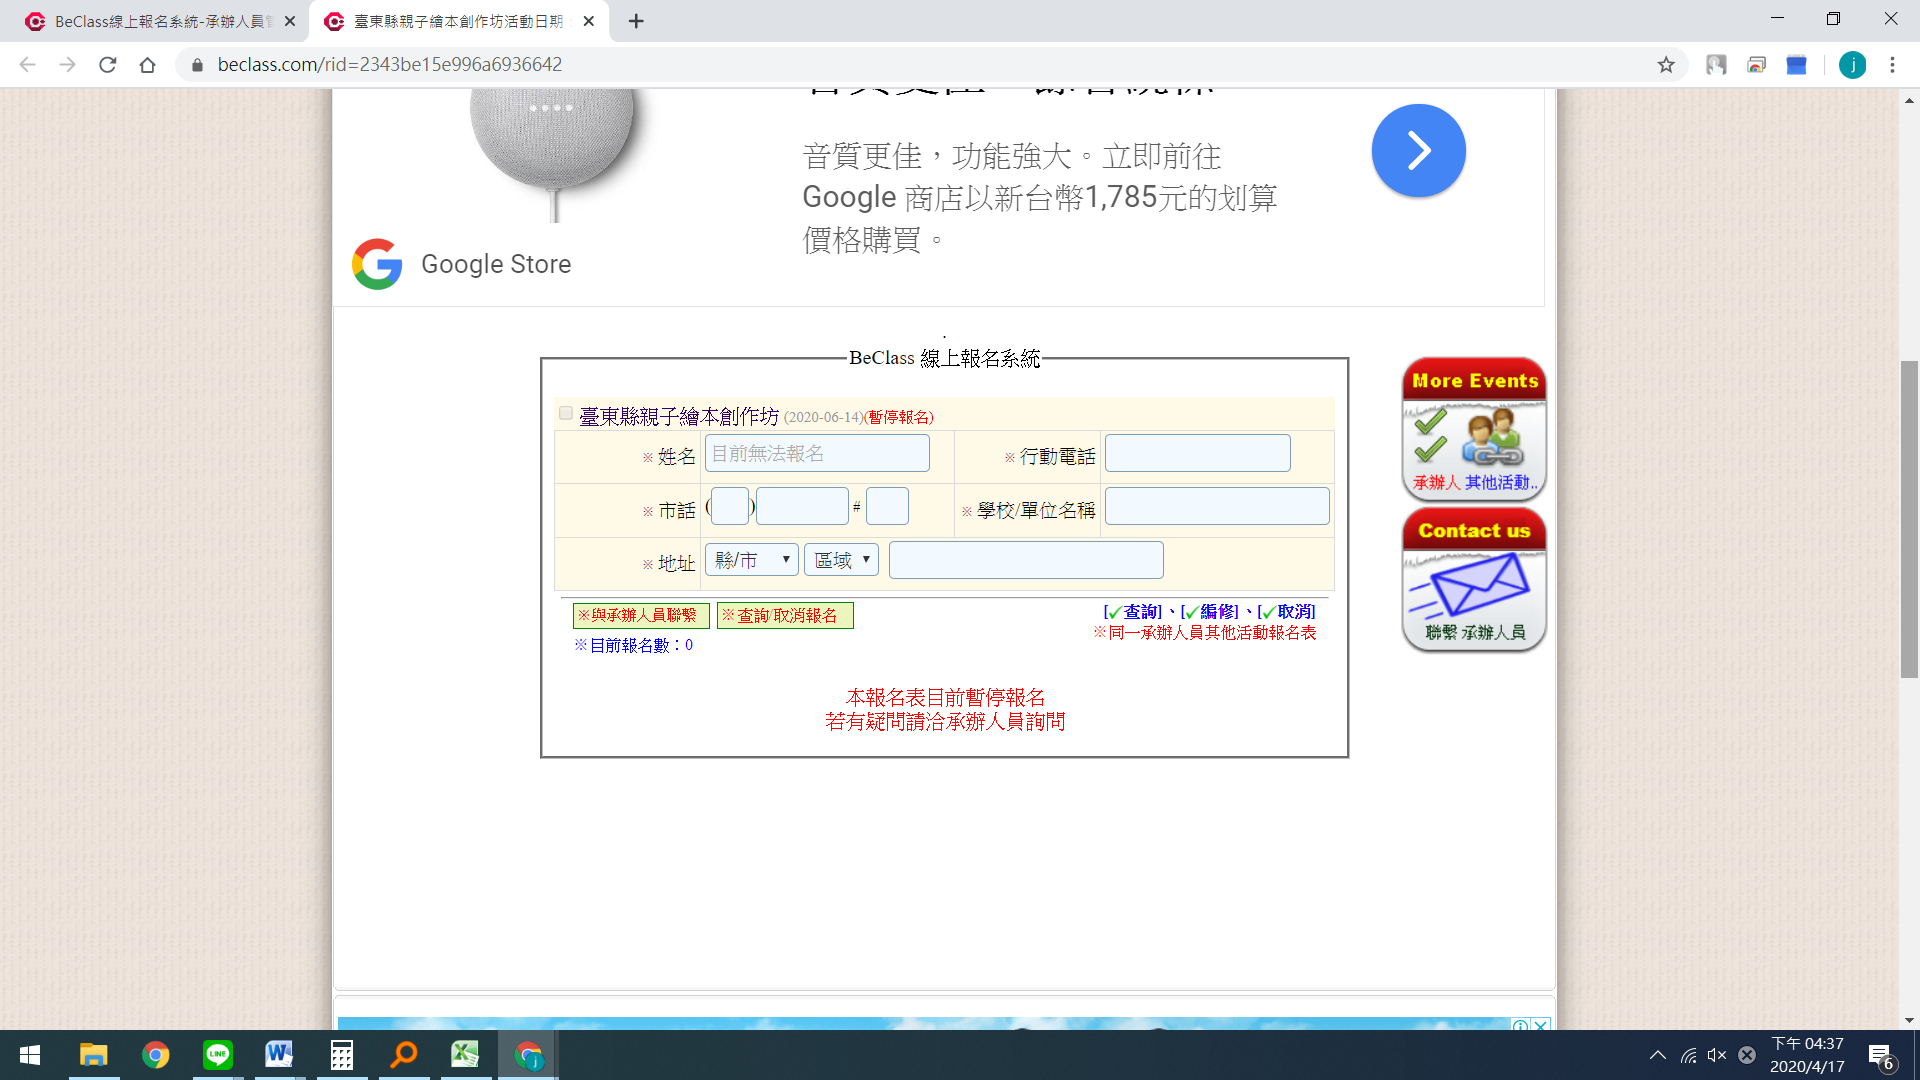 BeClass線上報名系統-承辦人員
臺東縣親子繪本創作坊活動日期
beclass.com/rid=2343be15e996a6936642
j
音質更佳，功能強大。立即前往
Google 商店以新台幣1,785元的划算
價格購買。
Google Store
BeClass 線上報名系統
臺東縣親子繪本創作坊 (2020-06-14)(暫停報名)
※ 姓名 目前無法報名 ※ 行動電話
※ 市話 ( ) # ※ 學校/單位名稱
※ 地址 縣/市 區域
※與承辦人員聯繫 ※查詢/取消報名 [✓查詢]、[✓編修]、[✓取消]
※同一承辦人員其他活動報名表
※目前報名數：0
本報名表目前暫停報名
若有疑問請洽承辦人員詢問
More Events
承辦人 其他活動..
Contact us
聯繫 承辦人員
LINE
j
下午 04:37
2020/4/17
6